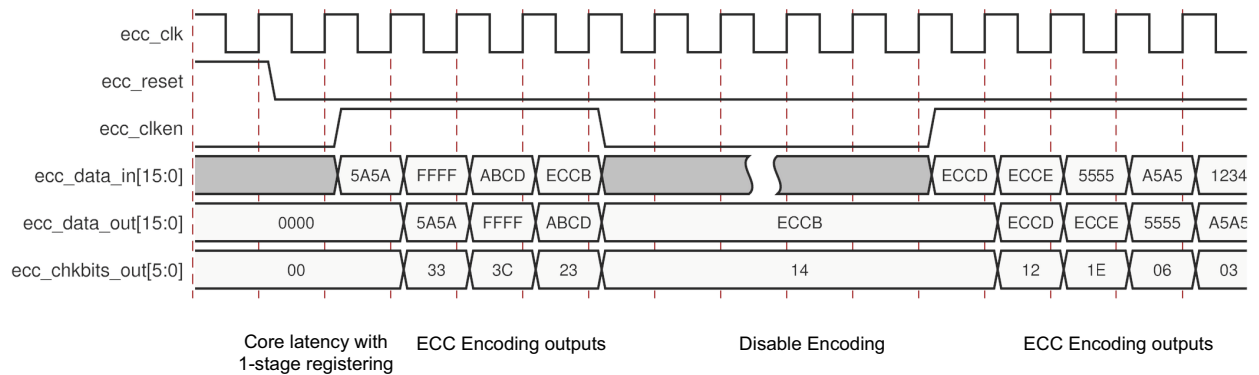 ecc_clk
ecc_reset
ecc_clken
ecc_data_in[15:0] 5A5A FFFF ABCD ECCB ECCD ECCE 5555 A5A5 1234
ecc_data_out[15:0] 0000 5A5A FFFF ABCD ECCB ECCD ECCE 5555 A5A5
ecc_chkbits_out[5:0] 00 33 3C 23 14 12 1E 06 03
Core latency with ECC Encoding outputs Disable Encoding ECC Encoding outputs
1-stage registering